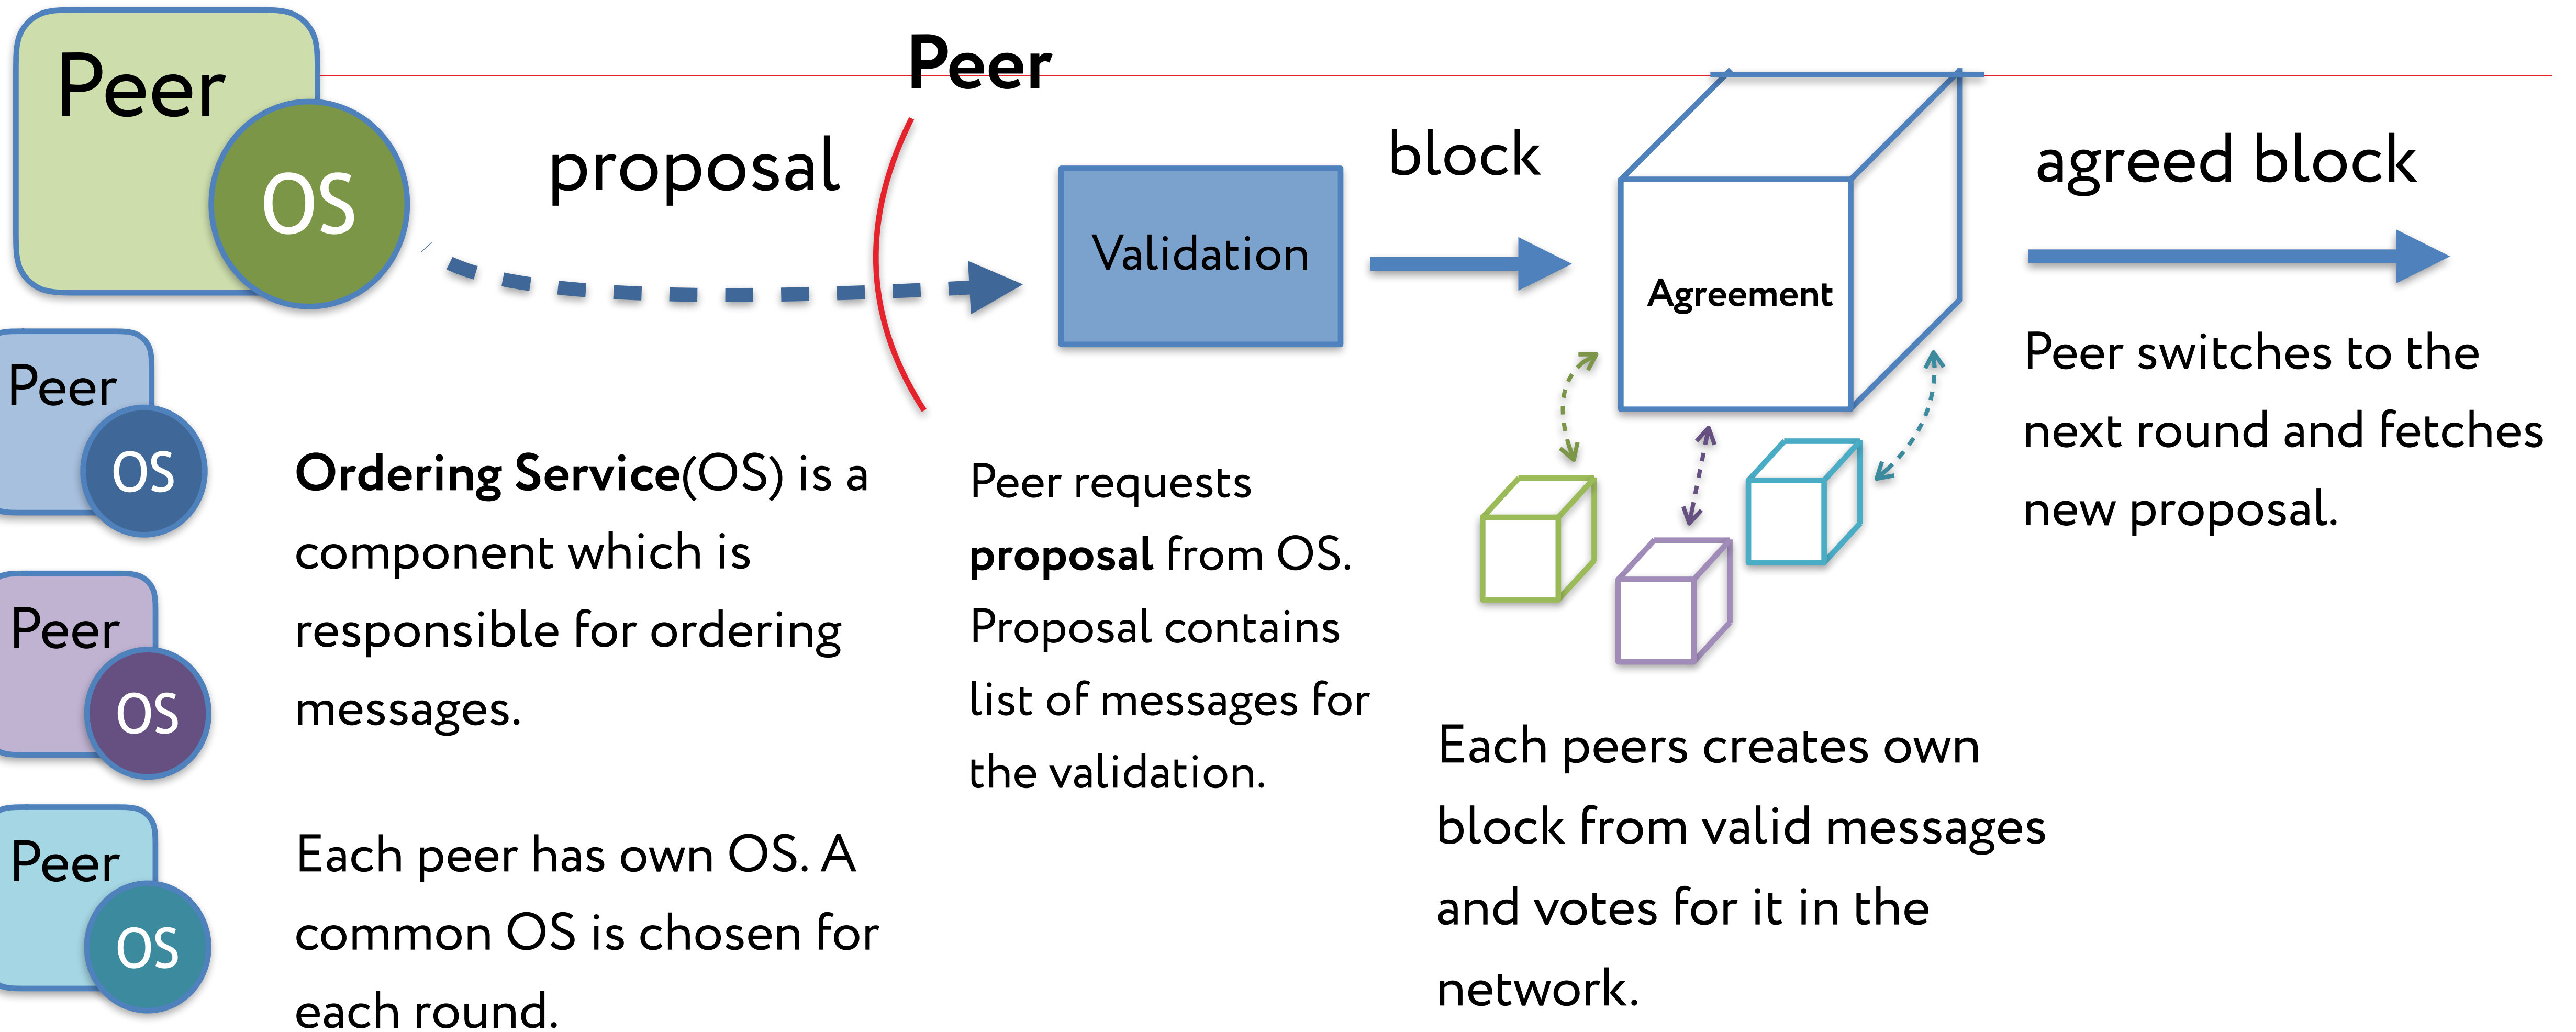 Peer
OS
Peer
proposal
Validation
block
Agreement
agreed block
Peer
OS
Peer
OS
Peer
OS
Ordering Service(OS) is a
component which is
responsible for ordering
messages.
Each peer has own OS. A
common OS is chosen for
each round.
Peer requests
proposal from OS.
Proposal contains
list of messages for
the validation.
Each peers creates own
block from valid messages
and votes for it in the
network.
Peer switches to the
next round and fetches
new proposal.